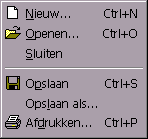 Nieuw... Ctrl+N
Openen... Ctrl+O
Sluiten
Opslaan Ctrl+S
Opslaan als...
Afdrukken... Ctrl+P